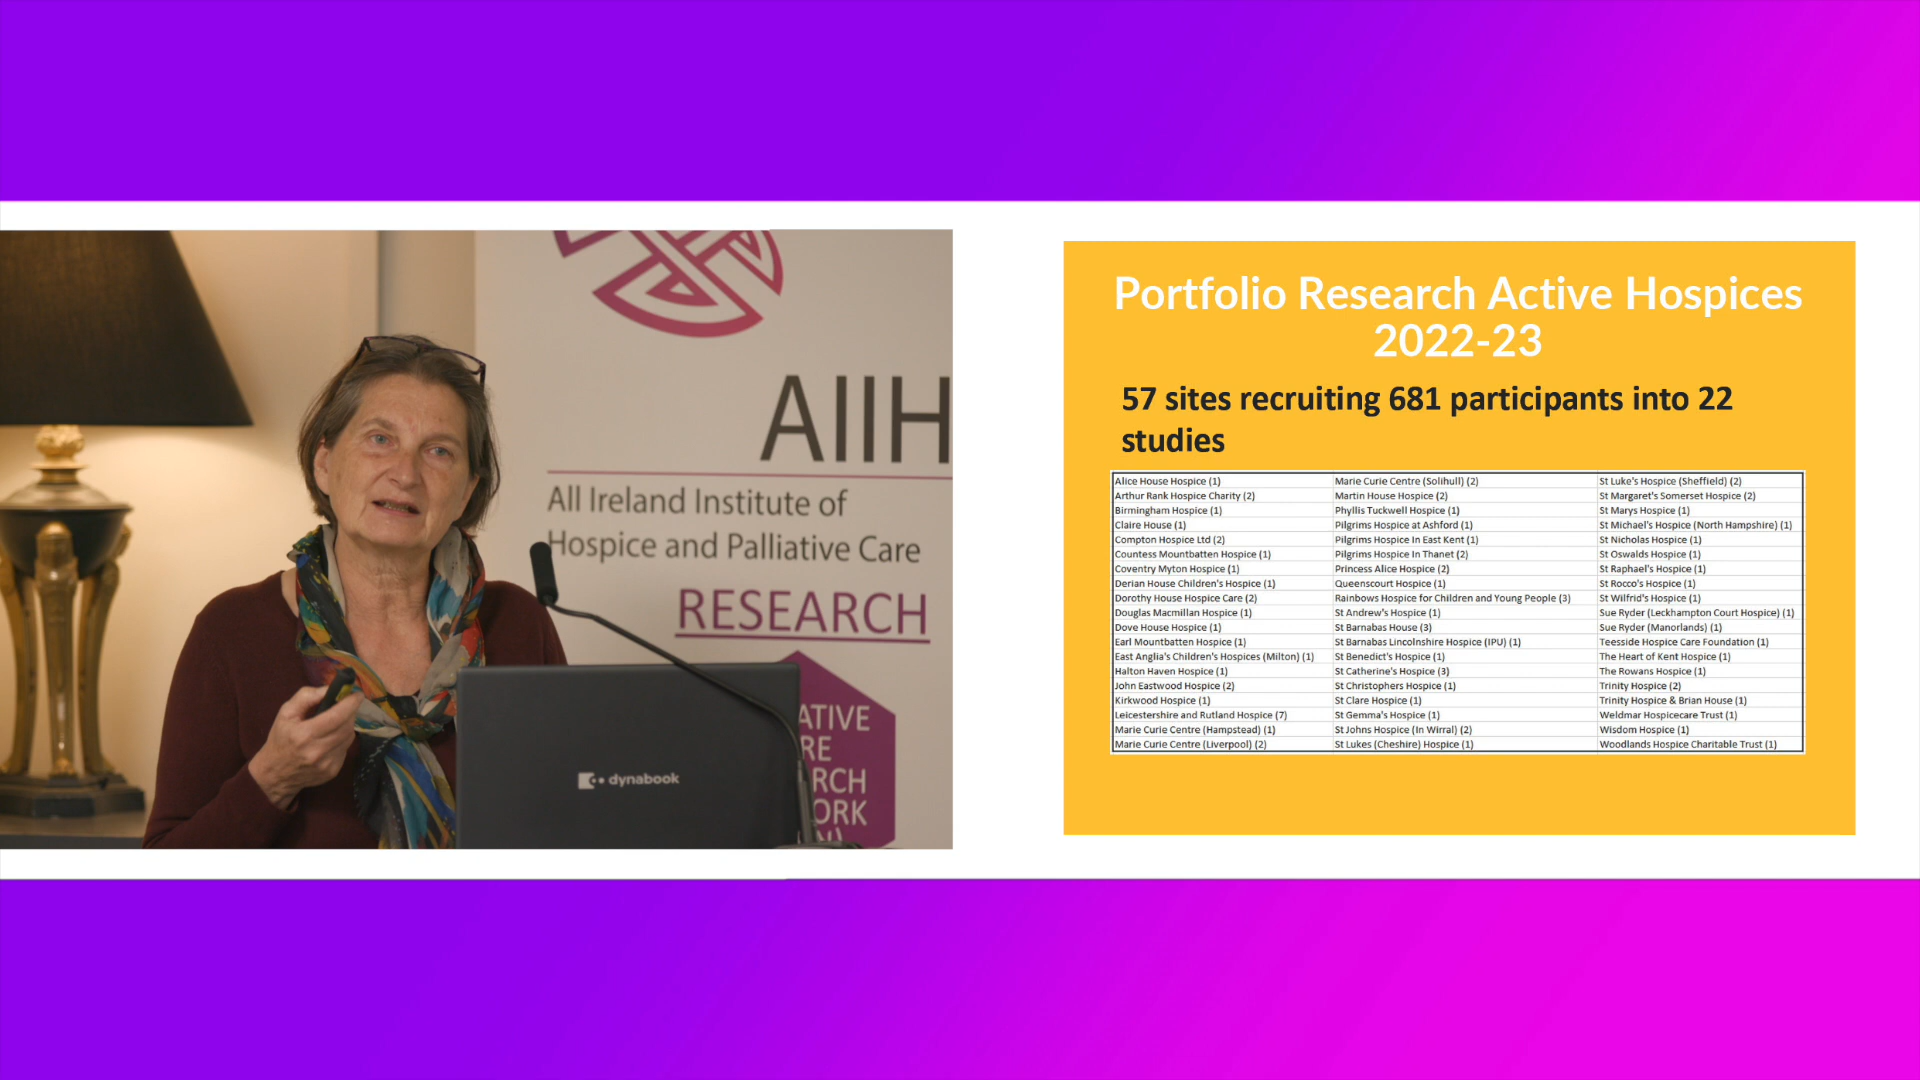 AIIH
All Ireland Institute of
Hospice and Palliative Care
RESEARCH
ATIVE
RE
RCH
ORK
dynabook
Portfolio Research Active Hospices
2022-23
57 sites recruiting 681 participants into 22
studies
Alice House Hospice (1)
Arthur Rank Hospice Charity (2)
Birmingham Hospice (1)
Claire House (1)
Compton Hospice Ltd (2)
Countess Mountbatten Hospice (1)
Coventry Myton Hospice (1)
Derian House Children's Hospice (1)
Dorothy House Hospice Care (2)
Douglas Macmillan Hospice (1)
Dove House Hospice (1)
Earl Mountbatten Hospice (1)
East Anglia's Children's Hospices (Milton) (1)
Halton Haven Hospice (1)
John Eastwood Hospice (2)
Kirkwood Hospice (1)
Leicestershire and Rutland Hospice (7)
Marie Curie Centre (Hampstead) (1)
Marie Curie Centre (Liverpool) (2)
Marie Curie Centre (Solihull) (2)
Martin House Hospice (2)
Phyllis Tuckwell Hospice (1)
Pilgrims Hospice at Ashford (1)
Pilgrims Hospice In East Kent (1)
Pilgrims Hospice In Thanet (2)
Princess Alice Hospice (2)
Queenscourt Hospice (1)
Rainbows Hospice for Children and Young People (3)
St Andrew's Hospice (1)
St Barnabas House (3)
St Barnabas Lincolnshire Hospice (IPU) (1)
St Benedict's Hospice (1)
St Catherine's Hospice (3)
St Christophers Hospice (1)
St Clare Hospice (1)
St Gemma's Hospice (1)
St Johns Hospice (In Wirral) (2)
St Lukes (Cheshire) Hospice (1)
St Luke's Hospice (Sheffield) (2)
St Margaret's Somerset Hospice (2)
St Marys Hospice (1)
St Michael's Hospice (North Hampshire) (1)
St Nicholas Hospice (1)
St Oswalds Hospice (1)
St Raphael's Hospice (1)
St Rocco's Hospice (1)
St Wilfrid's Hospice (1)
Sue Ryder (Leckhampton Court Hospice) (1)
Sue Ryder (Manorlands) (1)
Teesside Hospice Care Foundation (1)
The Heart of Kent Hospice (1)
The Rowans Hospice (1)
Trinity Hospice (2)
Trinity Hospice & Brian House (1)
Weldmar Hospicecare Trust (1)
Wisdom Hospice (1)
Woodlands Hospice Charitable Trust (1)